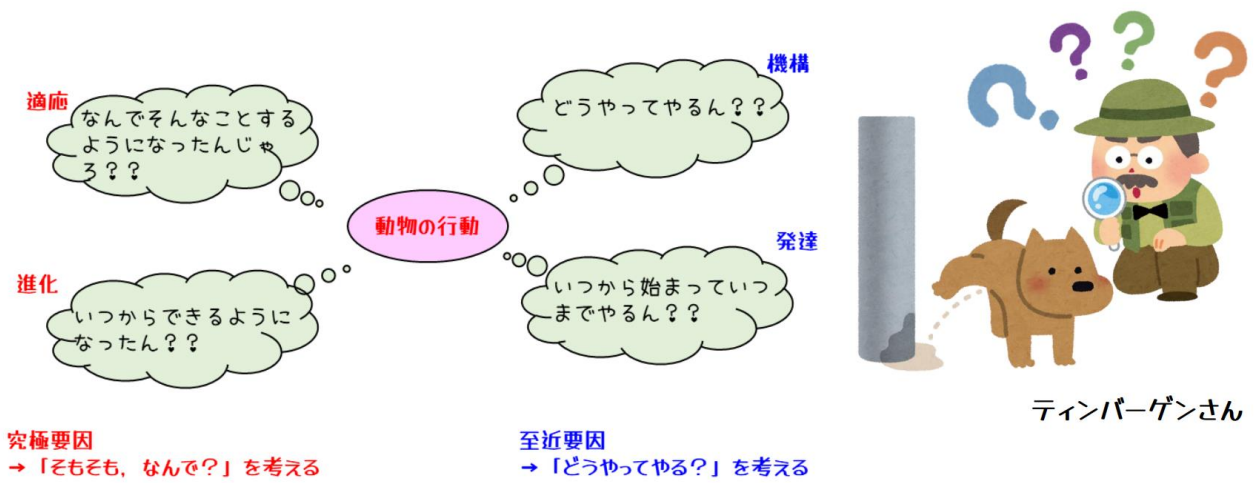 適応
なんでそんなことする
ようになったんじゃ
ろ？？
機構
どうやってやるん？？
動物の行動
進化
いつからできるように
なったん？？
発達
いつから始まっていつ
までやるん？？
ティンバーゲンさん
究極要因
→「そもそも，なんで？」を考える
至近要因
→「どうやってやる？」を考える